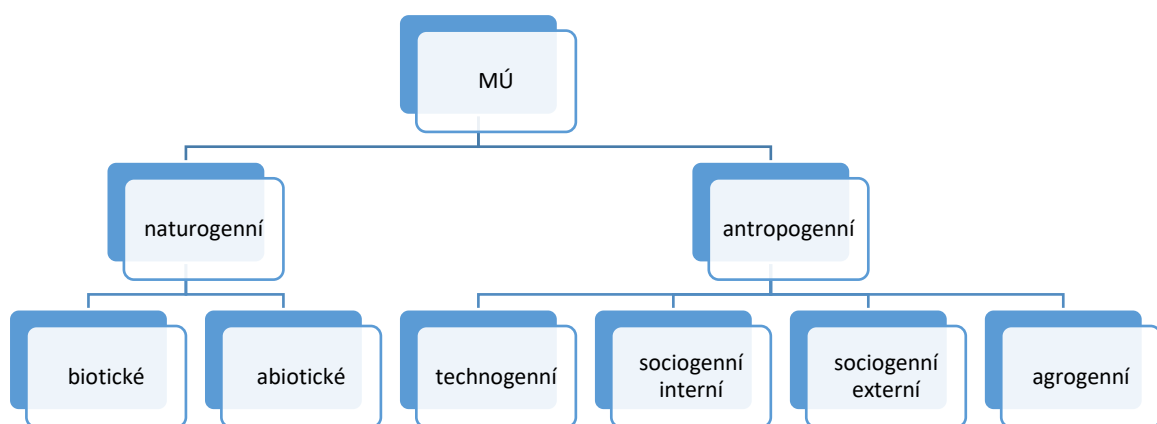 MÚ
naturogenní
antropogenní
biotické
abiotické
technogenní
sociogenní
interní
sociogenní
externí
agrogenní